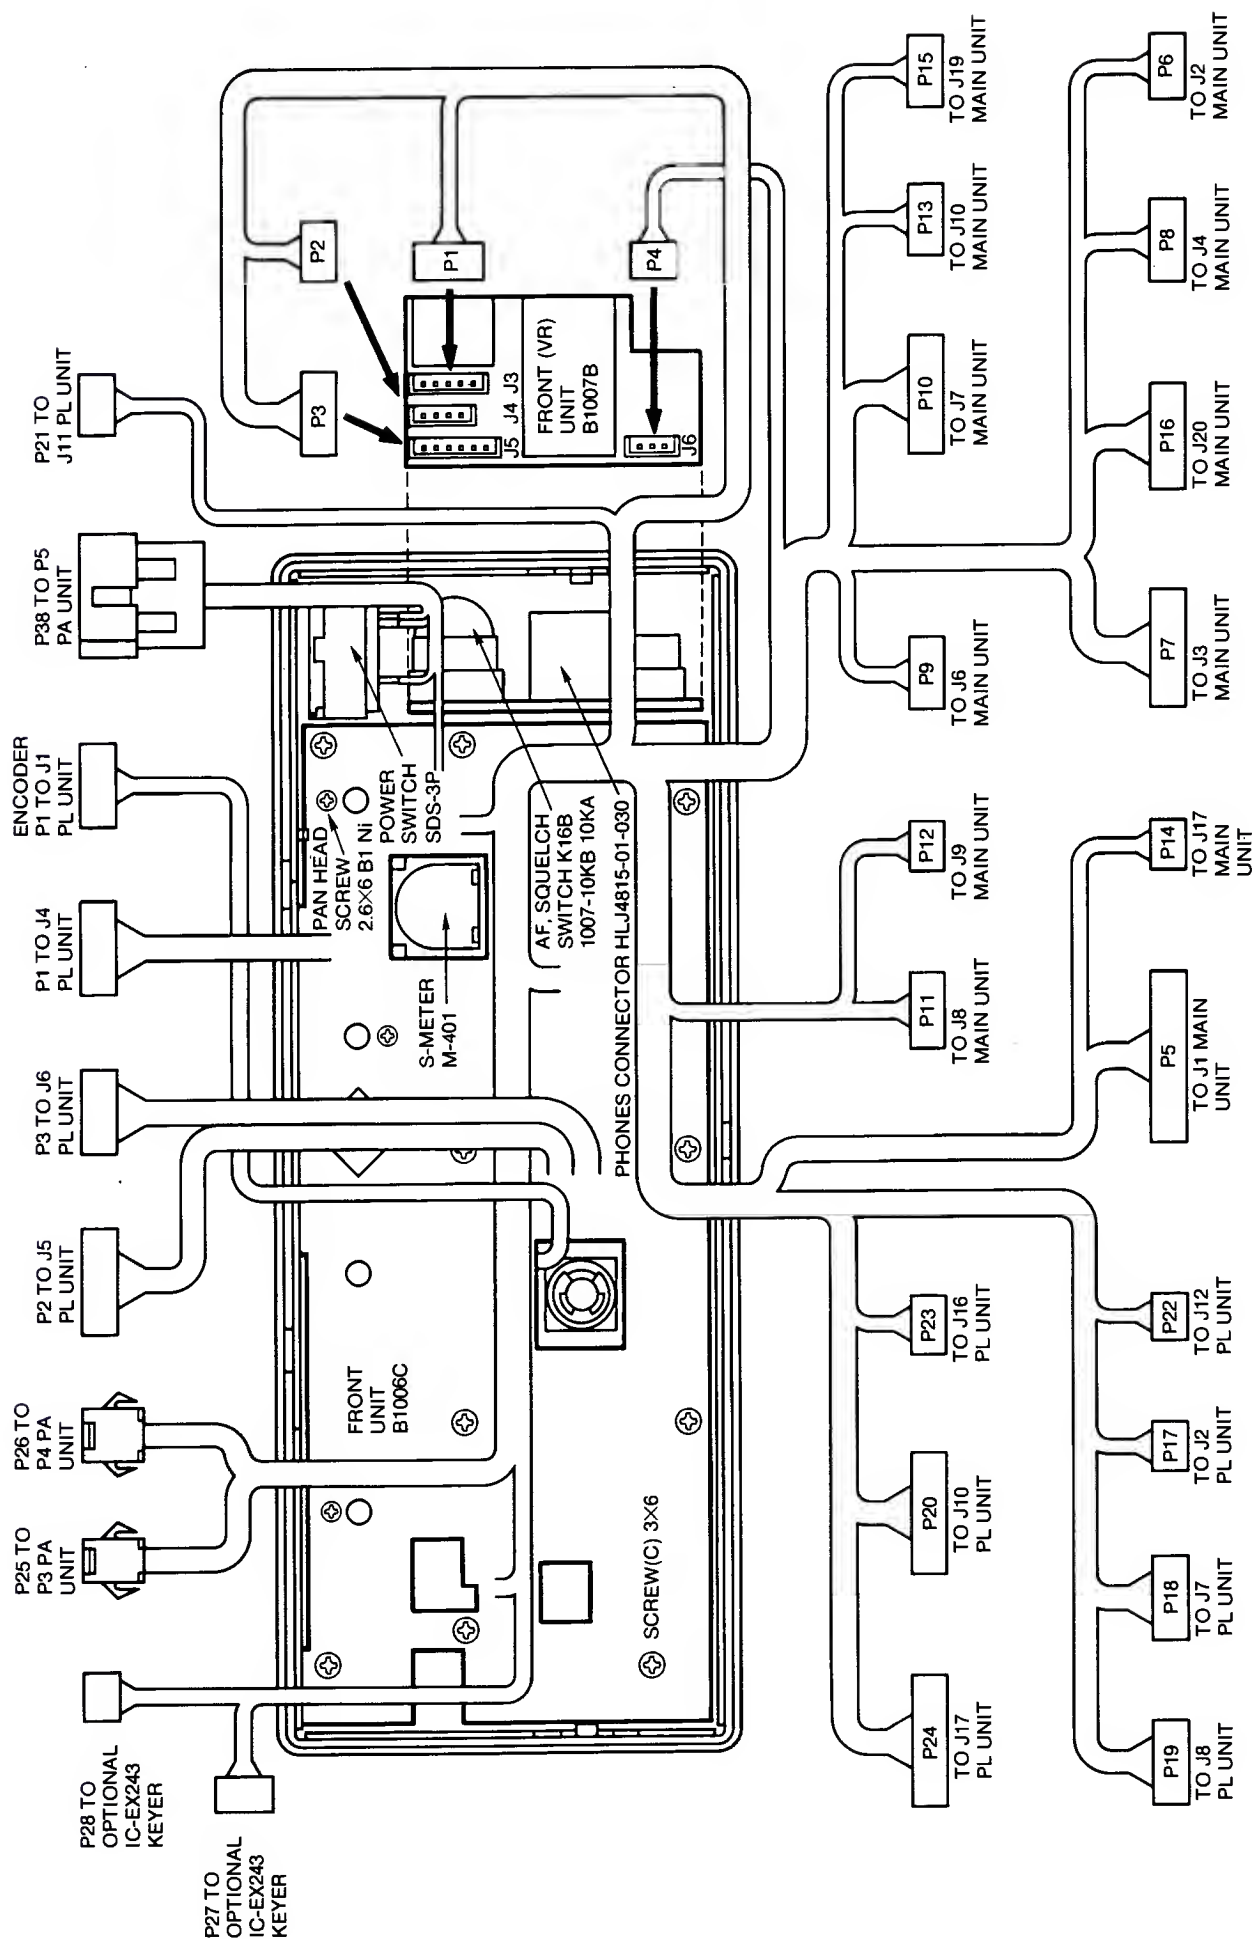 P28 TO
OPTIONAL
IC-EX243
KEYER
P27 TO
OPTIONAL
IC-EX243
KEYER
P25 TO
P3 PA
UNIT
P26 TO
P4 PA
UNIT
P2 TO J5
PL UNIT
P3 TO J6
PL UNIT
P1 TO J4
PL UNIT
ENCODER
P1 TO J1
PL UNIT
P38 TO P5
PA UNIT
P21 TO
J11 PL UNIT
FRONT
UNIT
B1006C
S-METER
M-401
PAN HEAD
SCREW
2.6×6 B1 Ni
POWER
SWITCH
SDS-3P
AF, SQUELCH
SWITCH K16B
1007-10KB 10KA
PHONES CONNECTOR HLJ4815-01-030
SCREW(C) 3×6
P3
P2
P1
P4
J5
J4
J3
J6
FRONT (VR)
UNIT
B1007B
P24
TO J17
PL UNIT
P20
TO J10
PL UNIT
P23
TO J16
PL UNIT
P11
TO J8
MAIN UNIT
P12
TO J9
MAIN UNIT
P9
TO J6
MAIN UNIT
P10
TO J7
MAIN UNIT
P13
TO J10
MAIN UNIT
P15
TO J19
MAIN UNIT
P19
TO J8
PL UNIT
P18
TO J7
PL UNIT
P17
TO J2
PL UNIT
P22
TO J12
PL UNIT
P5
TO J1 MAIN
UNIT
P14
TO J17
MAIN
UNIT
P7
TO J3
MAIN UNIT
P16
TO J20
MAIN UNIT
P8
TO J4
MAIN UNIT
P6
TO J2
MAIN UNIT